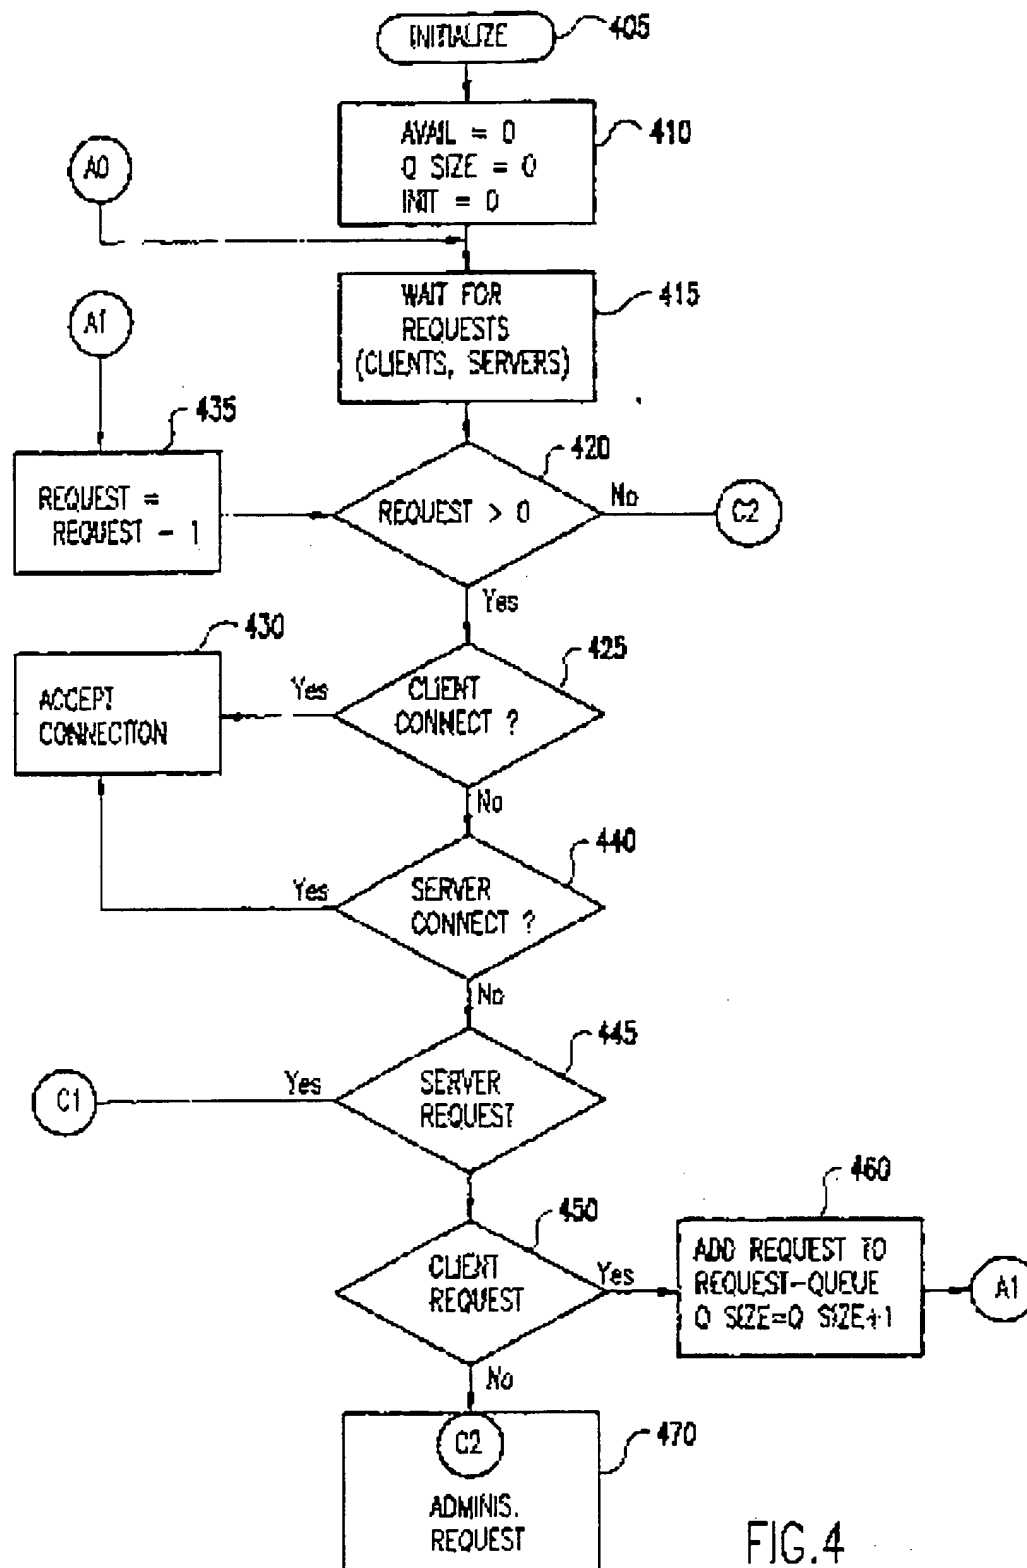 INITIALIZE
405
AVAIL = 0
Q SIZE = 0
INIT = 0
410
A0
WAIT FOR
REQUESTS
(CLIENTS, SERVERS)
415
A1
435
REQUEST =
REQUEST - 1
420
REQUEST > 0
No
C2
Yes
430
ACCEPT
CONNECTION
425
Yes
CLIENT
CONNECT ?
No
440
Yes
SERVER
CONNECT ?
No
445
C1
Yes
SERVER
REQUEST
450
CLIENT
REQUEST
Yes
460
ADD REQUEST TO
REQUEST-QUEUE
Q SIZE=Q SIZE+1
A1
No
C2
470
ADMINIS.
REQUEST
FIG.4